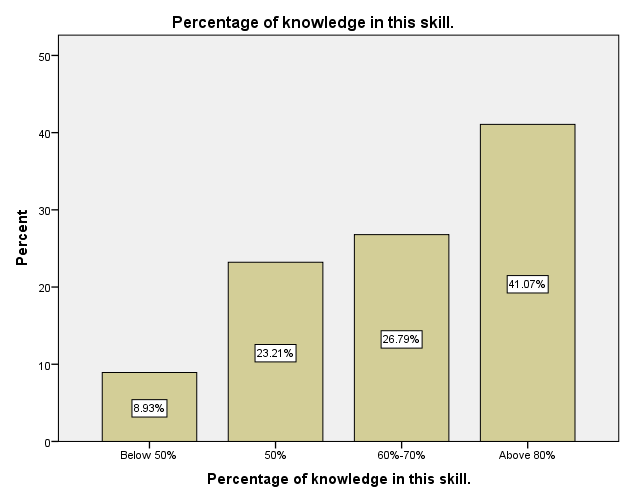 Percentage of knowledge in this skill.
50
40
30
20
10
0
Percent
8.93%
23.21%
26.79%
41.07%
Below 50%
50%
60%-70%
Above 80%
Percentage of knowledge in this skill.